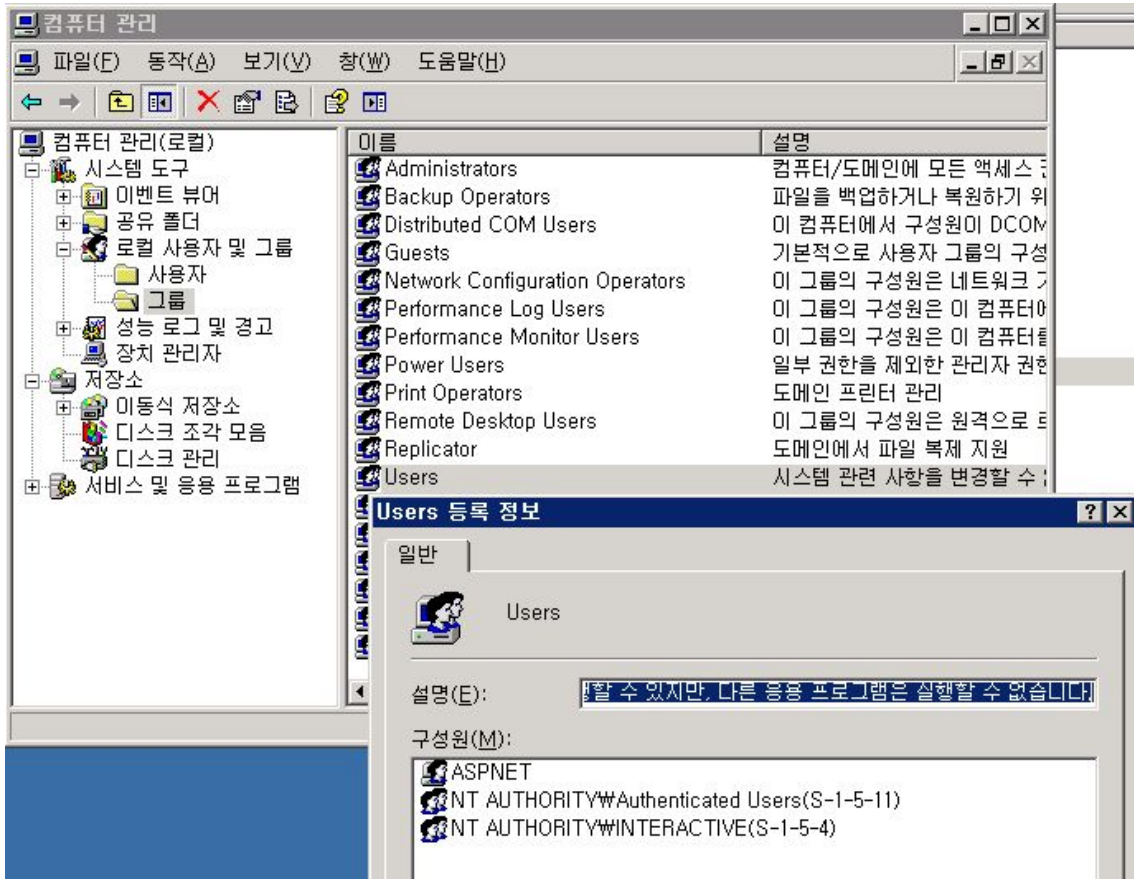 컴퓨터 관리
파일(F) 동작(A) 보기(V) 창(W) 도움말(H)
컴퓨터 관리(로컬)
시스템 도구
이벤트 뷰어
공유 폴더
로컬 사용자 및 그룹
사용자
그룹
성능 로그 및 경고
장치 관리자
저장소
이동식 저장소
디스크 조각 모음
디스크 관리
서비스 및 응용 프로그램
이름 설명
Administrators 컴퓨터/도메인에 모든 액세스
Backup Operators 파일을 백업하거나 복원하기 위
Distributed COM Users 이 컴퓨터에서 구성원이 DCOM
Guests 기본적으로 사용자 그룹의 구성
Network Configuration Operators 이 그룹의 구성원은 네트워크
Performance Log Users 이 그룹의 구성원은 이 컴퓨터에
Performance Monitor Users 이 그룹의 구성원은 이 컴퓨터를
Power Users 일부 권한을 제외한 관리자 권한
Print Operators 도메인 프린터 관리
Remote Desktop Users 이 그룹의 구성원은 원격으로
Replicator 도메인에서 파일 복제 지원
Users 시스템 관련 사항을 변경할 수
Users 등록 정보
일반
Users
설명(E): 할 수 있지만, 다른 응용 프로그램은 실행할 수 없습니다.
구성원(M):
ASPNET
NT AUTHORITY₩Authenticated Users(S-1-5-11)
NT AUTHORITY₩INTERACTIVE(S-1-5-4)